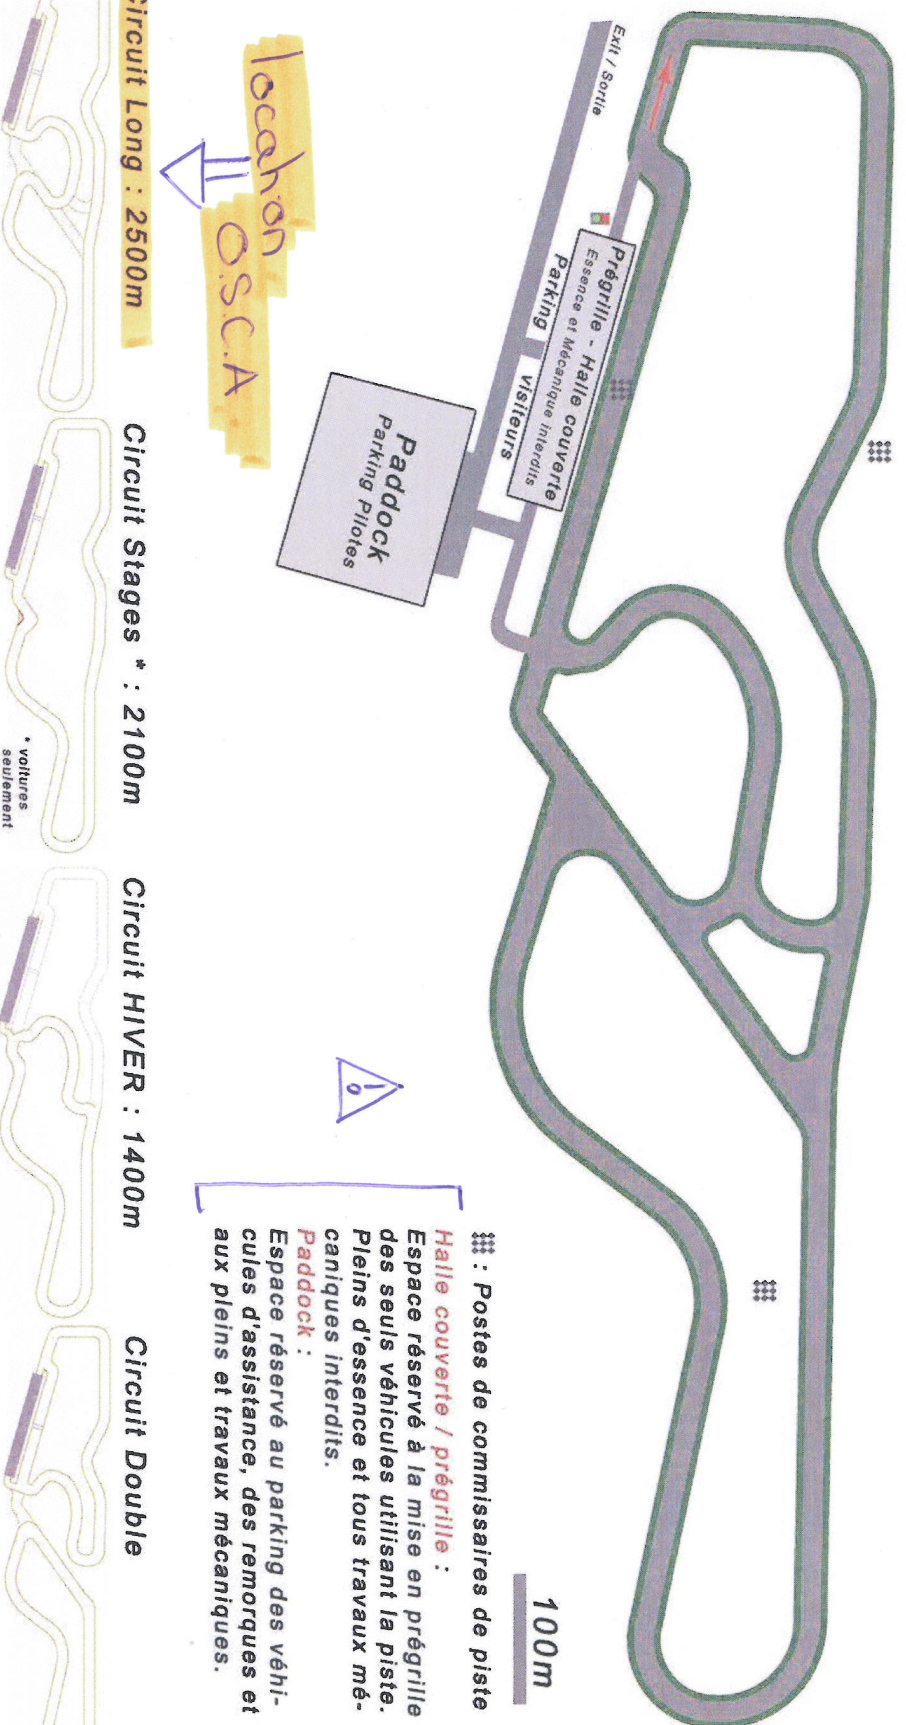 Exit / Sortie
Prégrille - Halle couverte
Essence et Mécanique interdits
Parking visiteurs
Paddock
Parking Pilotes
100m
: Postes de commissaires de piste
Halle couverte / prégrille :
Espace réservé à la mise en prégrille
des seuls véhicules utilisant la piste.
Pleins d'essence et tous travaux mé-
caniques interdits.
Paddock :
Espace réservé au parking des véhi-
cules d'assistance, des remorques et
aux pleins et travaux mécaniques.
location
O.S.C.A
Circuit Long : 2500m
Circuit Stages * : 2100m
* voitures
seulement
Circuit HIVER : 1400m
Circuit Double